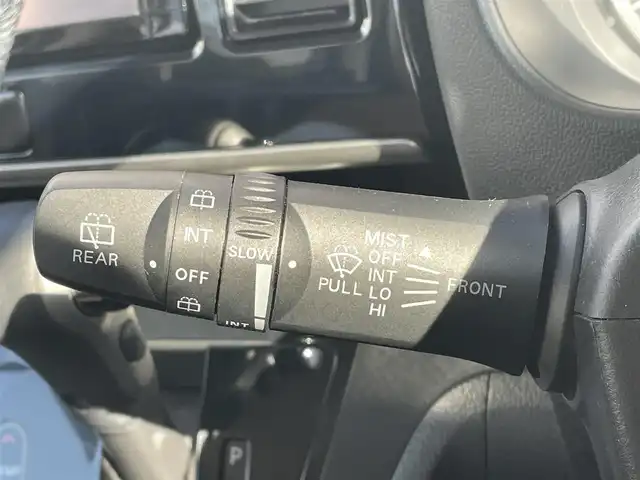 REAR
INT
OFF
SLOW
INT
PULL
MIST
OFF
INT
LO
HI
FRONT
P